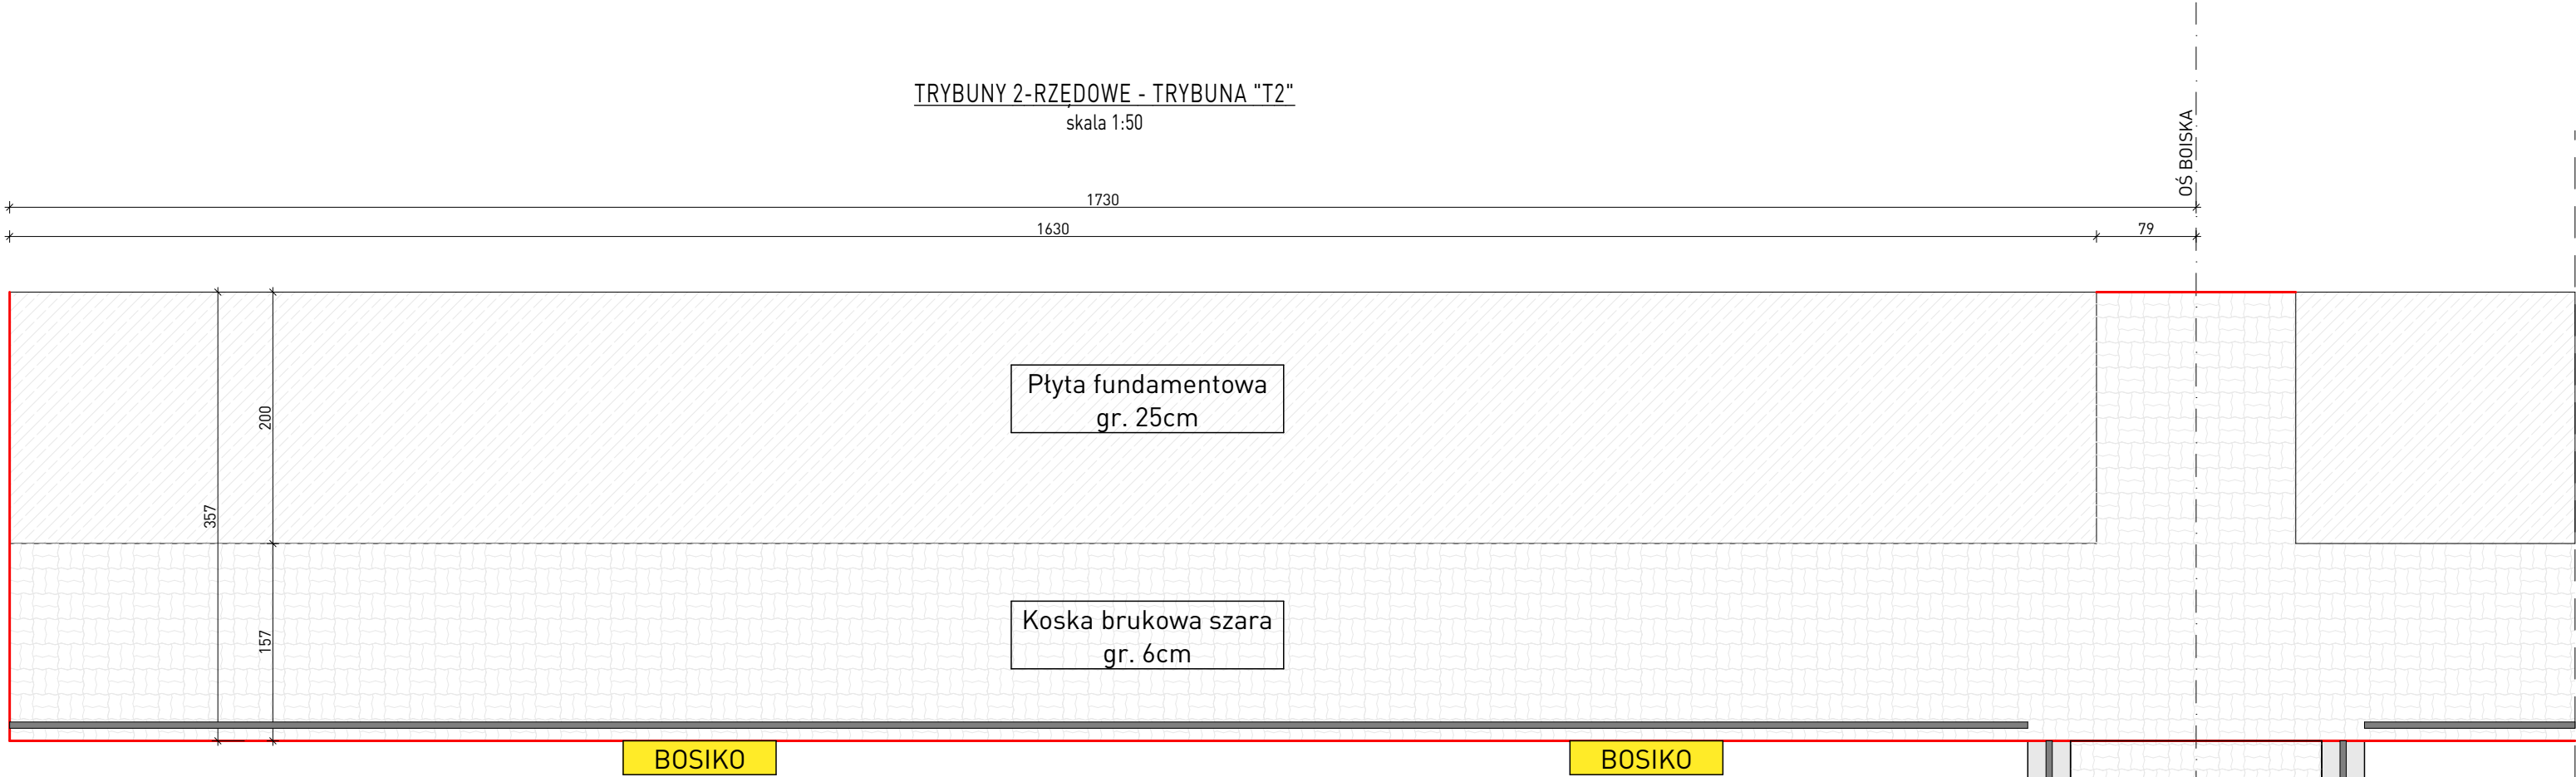 TRYBUNY 2-RZĘDOWE - TRYBUNA "T2"
skala 1:50
OŚ BOISKA
1730
1630
79
Płyta fundamentowa
gr. 25cm
200
357
157
Koska brukowa szara
gr. 6cm
BOSIKO
BOSIKO